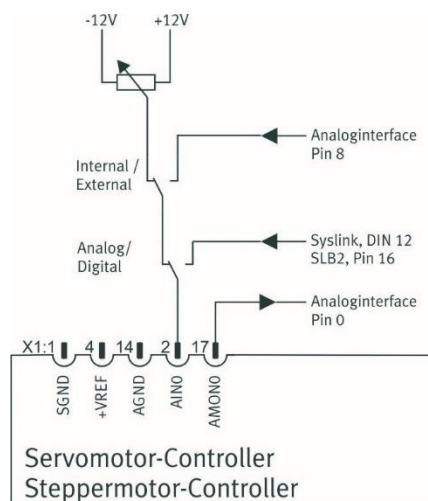 -12V +12V
Analoginterface
Pin 8
Internal /
External
Analog/
Digital
Syslink, DIN 12
SLB2, Pin 16
Analoginterface
Pin 0
X1:1 4 14 2 17
SGND +VREF AGND AIN0 AMON0
Servomotor-Controller
Steppermotor-Controller